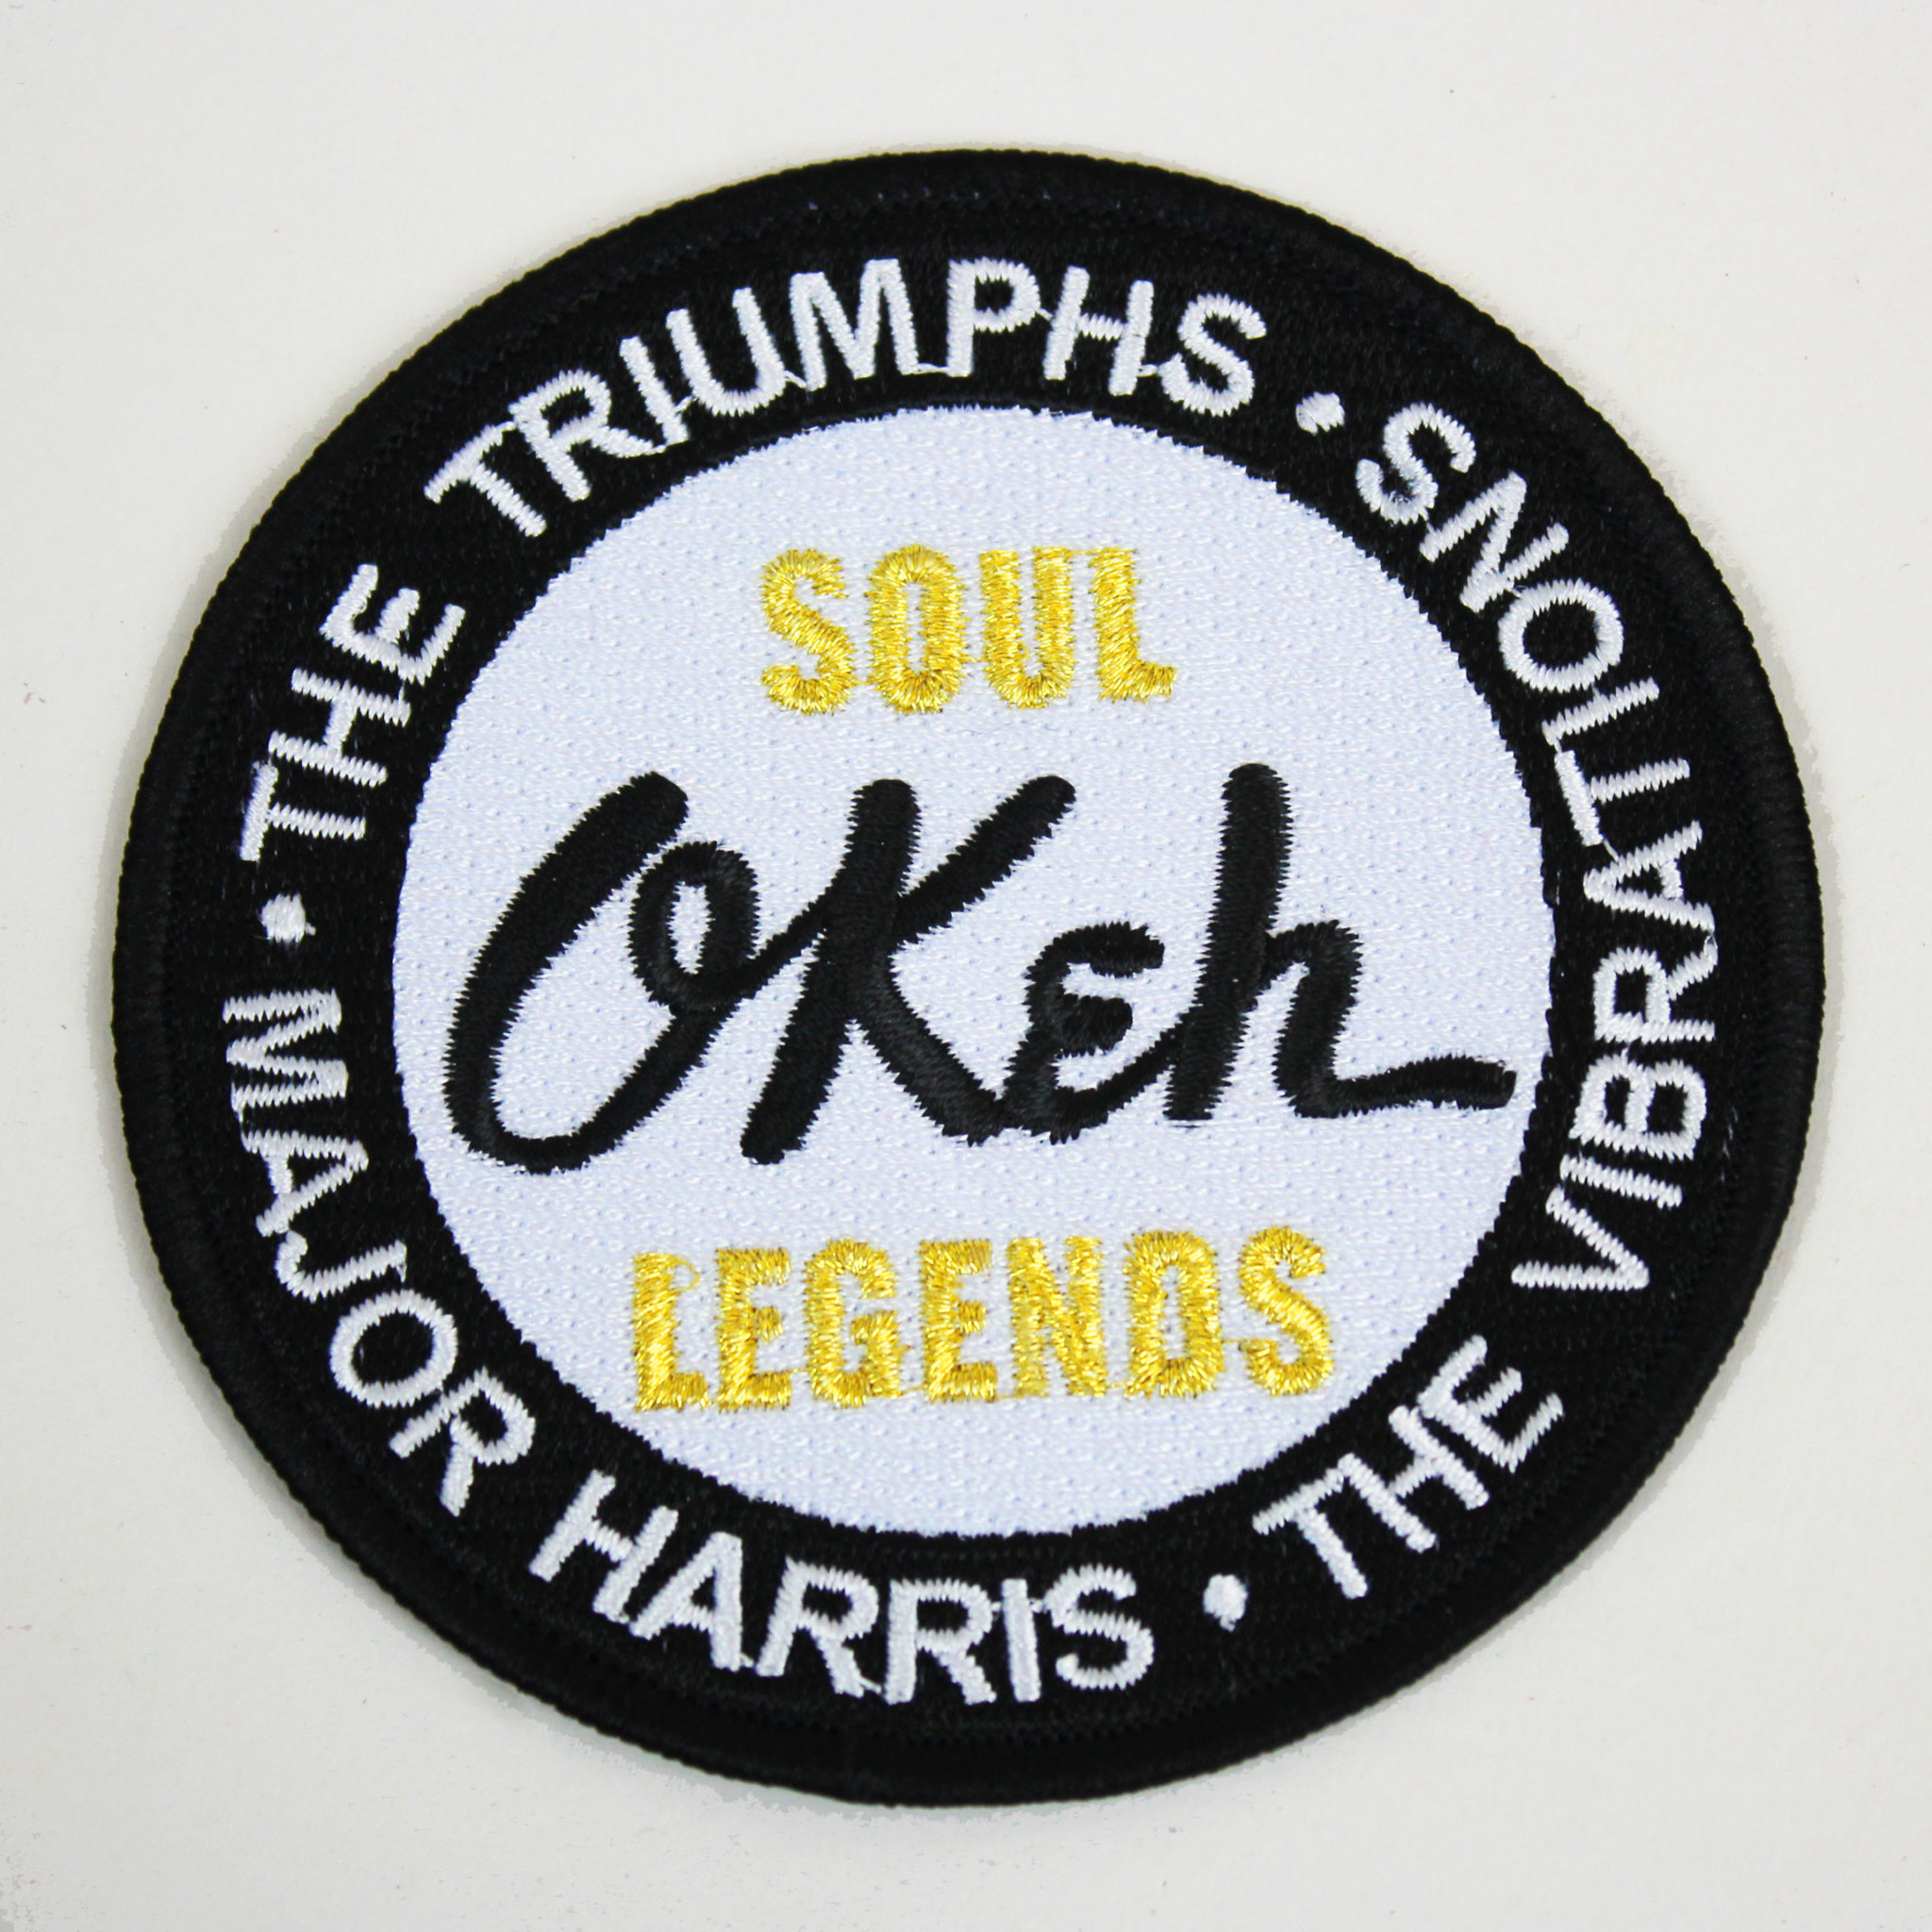 THE TRIUMPHS • THE VIBRATIONS • MAJOR HARRIS •
SOUL
OKeh
LEGENDS